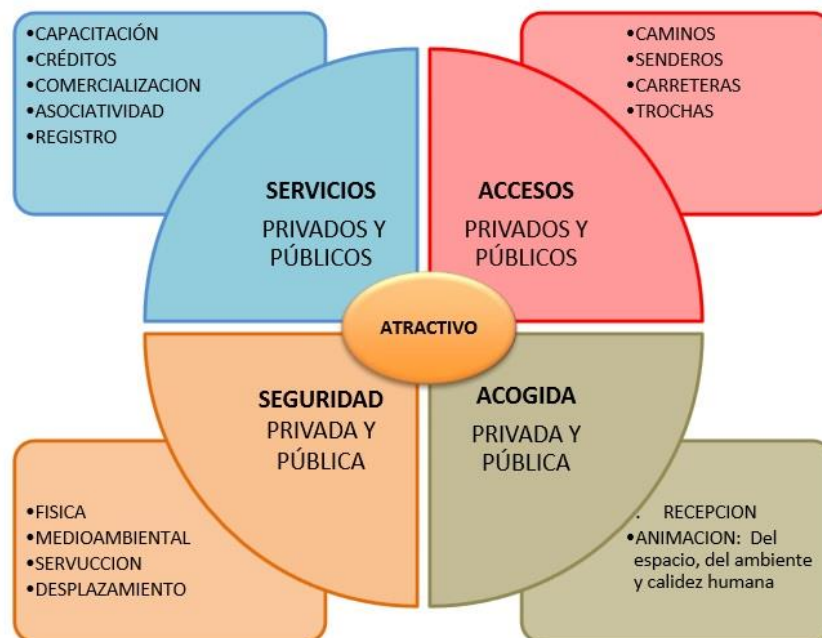 •CAPACITACIÓN
•CRÉDITOS
•COMERCIALIZACION
•ASOCIATIVIDAD
•REGISTRO
•CAMINOS
•SENDEROS
•CARRETERAS
•TROCHAS
SERVICIOS
PRIVADOS Y
PÚBLICOS
ACCESOS
PRIVADOS Y
PÚBLICOS
ATRACTIVO
SEGURIDAD
PRIVADA Y
PÚBLICA
ACOGIDA
PRIVADA Y
PÚBLICA
•FISICA
•MEDIOAMBIENTAL
•SERVUCCION
•DESPLAZAMIENTO
. RECEPCION
•ANIMACION: Del
espacio, del ambiente
y calidez humana